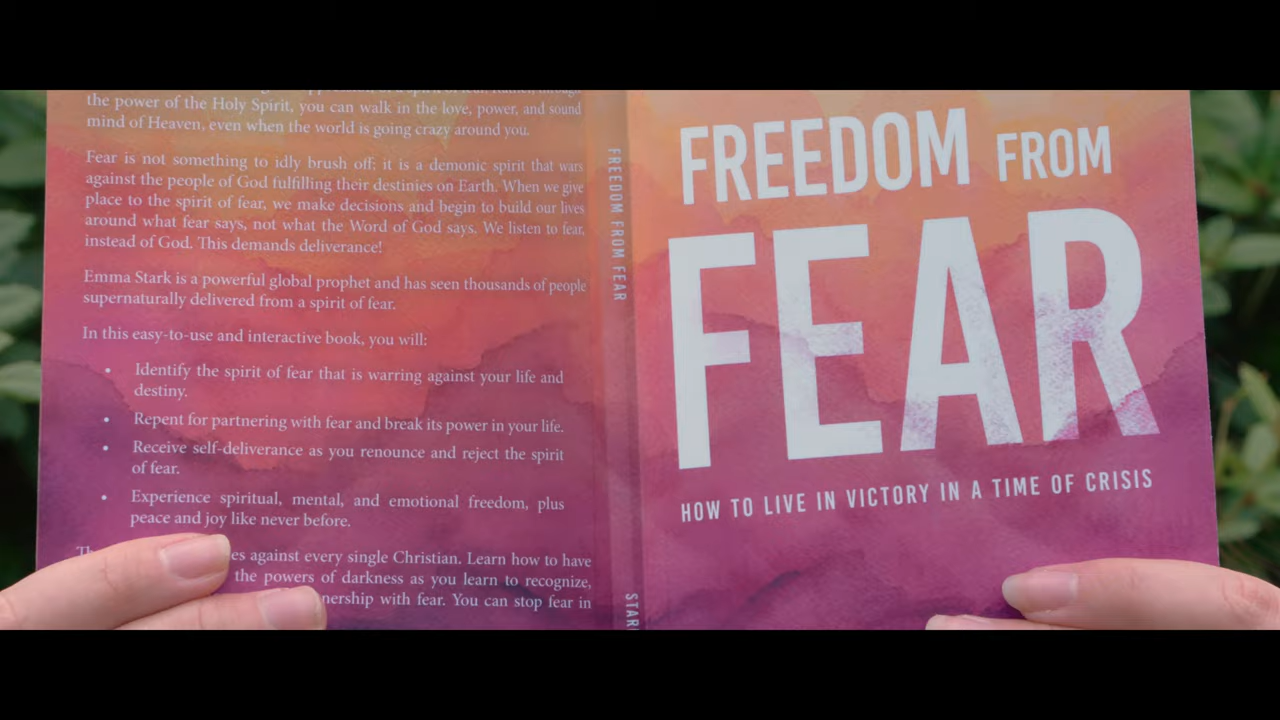 the power of the Holy Spirit, you can walk in the love, power, and sound
mind of Heaven, even when the world is going crazy around you.
Fear is not something to idly brush off; it is a demonic spirit that wars
against the people of God fulfilling their destinies on Earth. When we give
place to the spirit of fear, we make decisions and begin to build our lives
around what fear says, not what the Word of God says. We listen to fear,
instead of God. This demands deliverance!
Emma Stark is a powerful global prophet and has seen thousands of people
supernaturally delivered from a spirit of fear.
In this easy-to-use and interactive book, you will:
• Identify the spirit of fear that is warring against your life and
destiny.
• Repent for partnering with fear and break its power in your life.
• Receive self-deliverance as you renounce and reject the spirit
of fear.
• Experience spiritual, mental, and emotional freedom, plus
peace and joy like never before.
against every single Christian. Learn how to have
the powers of darkness as you learn to recognize,
with fear. You can stop fear in
FREEDOM FROM FEAR
STAR
FREEDOM FROM
FEAR
HOW TO LIVE IN VICTORY IN A TIME OF CRISIS